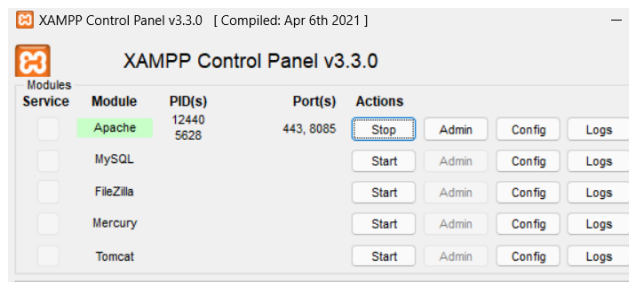 XAMPP Control Panel v3.3.0 [ Compiled: Apr 6th 2021 ]
XAMPP Control Panel v3.3.0
Modules
Service Module PID(s) Port(s) Actions
Apache 12440 5628 443, 8085 Stop Admin Config Logs
MySQL Start Admin Config Logs
FileZilla Start Admin Config Logs
Mercury Start Admin Config Logs
Tomcat Start Admin Config Logs